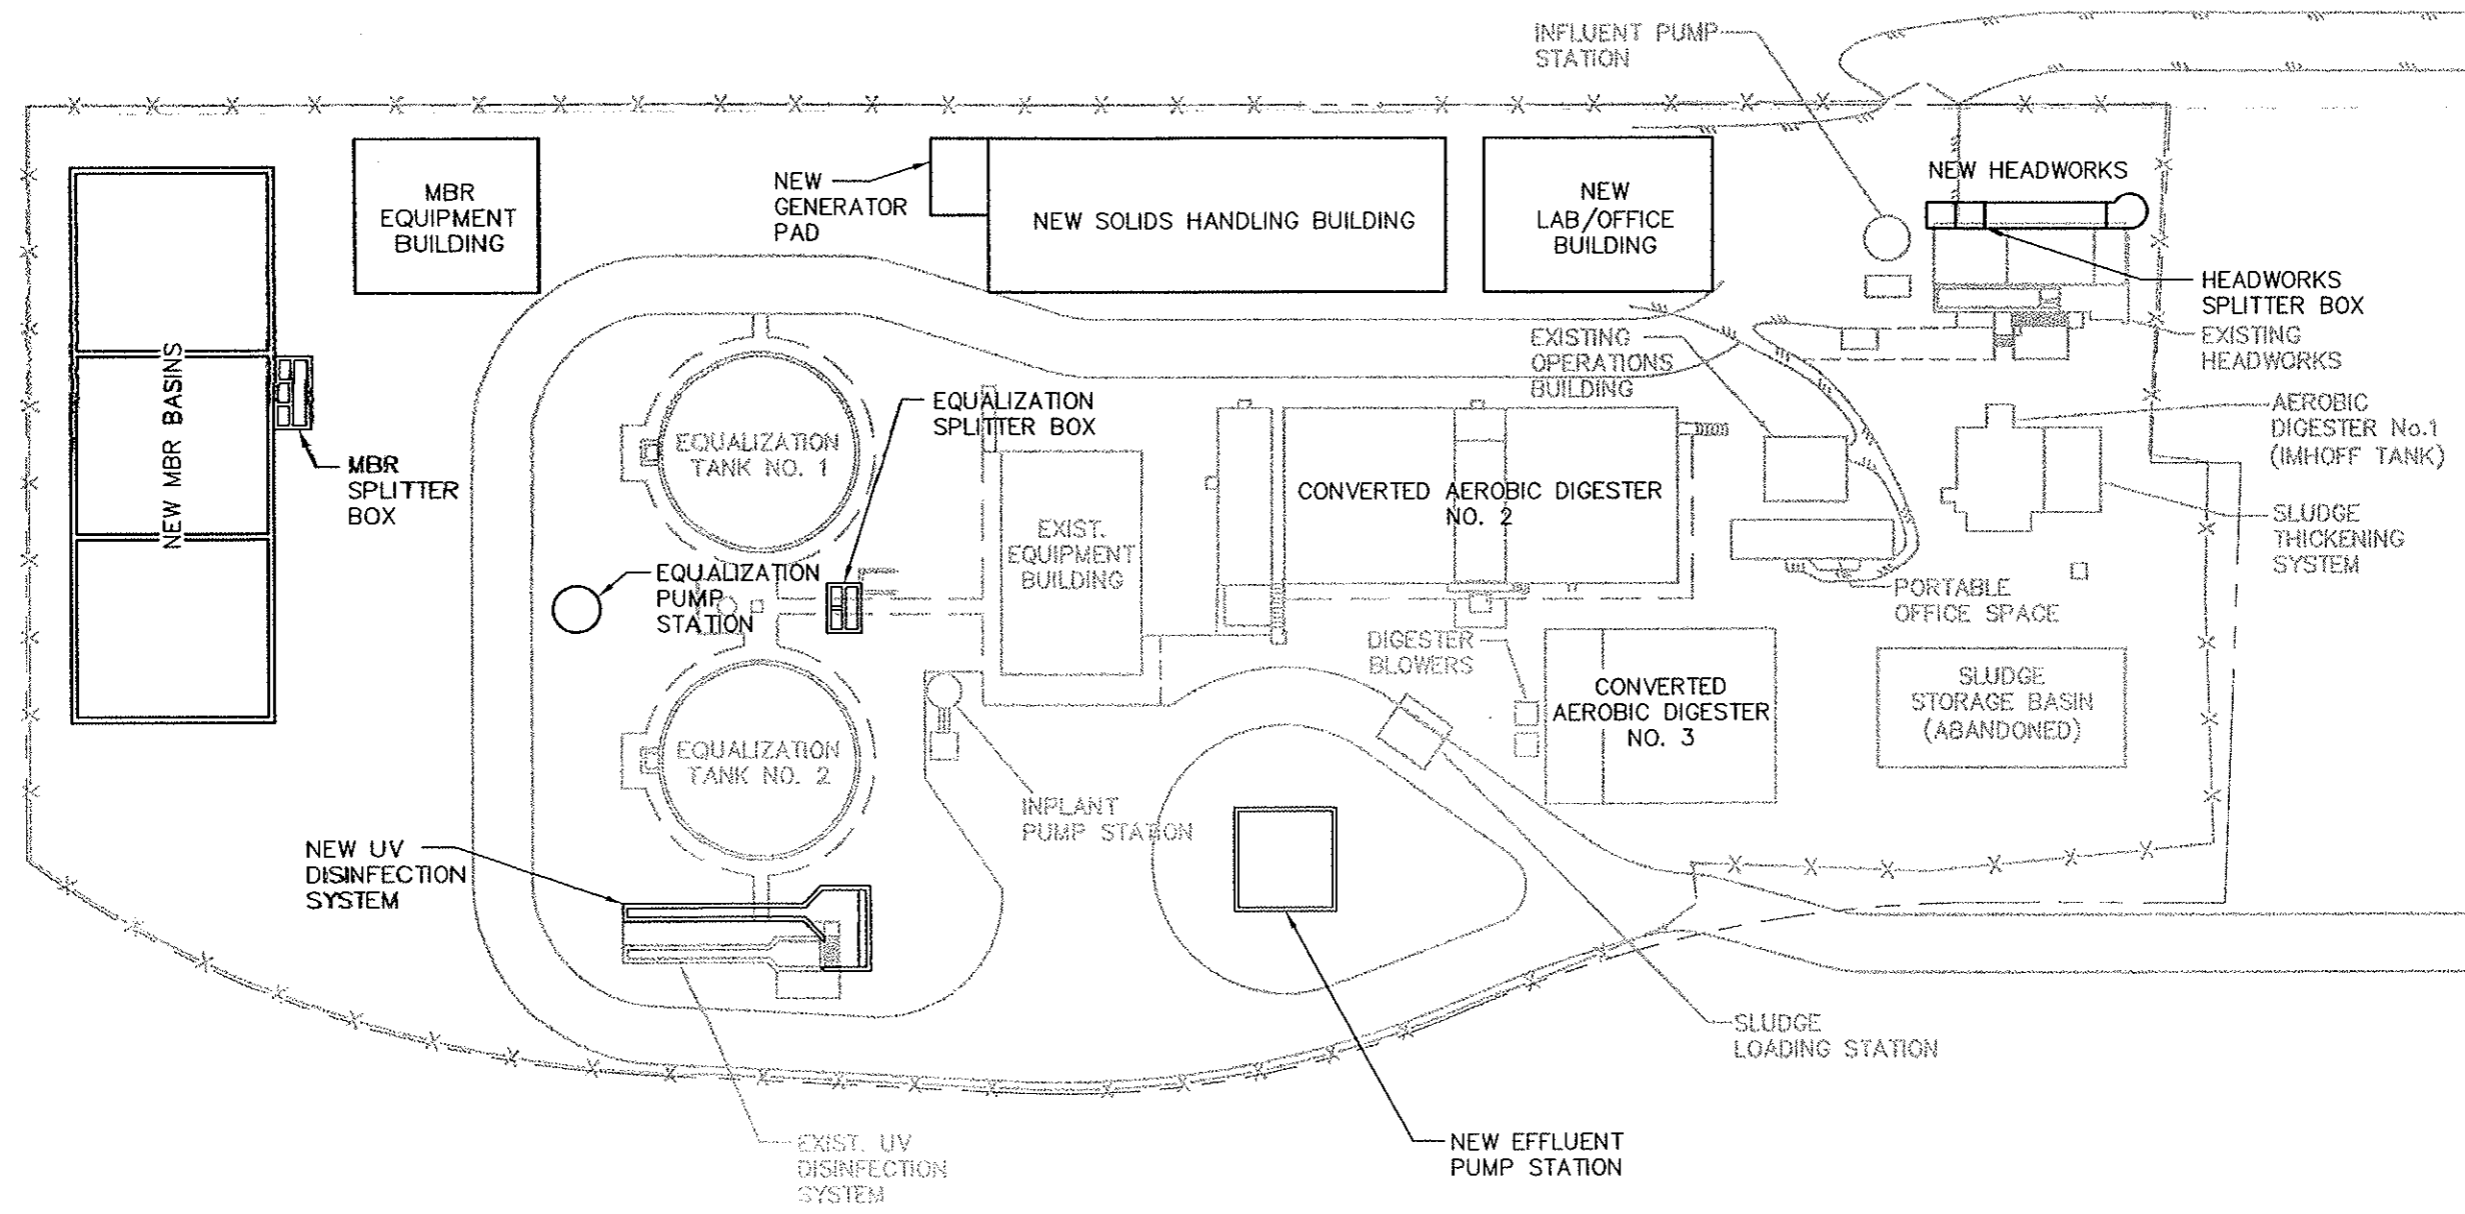 INFLUENT PUMP
STATION
NEW HEADWORKS
MBR
EQUIPMENT
BUILDING
NEW
GENERATOR
PAD
NEW SOLIDS HANDLING BUILDING
NEW
LAB/OFFICE
BUILDING
HEADWORKS
SPLITTER BOX
EXISTING
HEADWORKS
EXISTING
OPERATIONS
BUILDING
NEW MBR BASINS
MBR
SPLITTER
BOX
EQUALIZATION
TANK NO. 1
EQUALIZATION
SPLITTER BOX
AEROBIC
DIGESTER No.1
(IMHOFF TANK)
CONVERTED AEROBIC DIGESTER
NO. 2
EXIST.
EQUIPMENT
BUILDING
SLUDGE
THICKENING
SYSTEM
EQUALIZATION
PUMP
STATION
PORTABLE
OFFICE SPACE
DIGESTER
BLOWERS
CONVERTED
AEROBIC DIGESTER
NO. 3
SLUDGE
STORAGE BASIN
(ABANDONED)
EQUALIZATION
TANK NO. 2
INPLANT
PUMP STATION
NEW UV
DISINFECTION
SYSTEM
SLUDGE
LOADING STATION
EXIST. UV
DISINFECTION
SYSTEM
NEW EFFLUENT
PUMP STATION